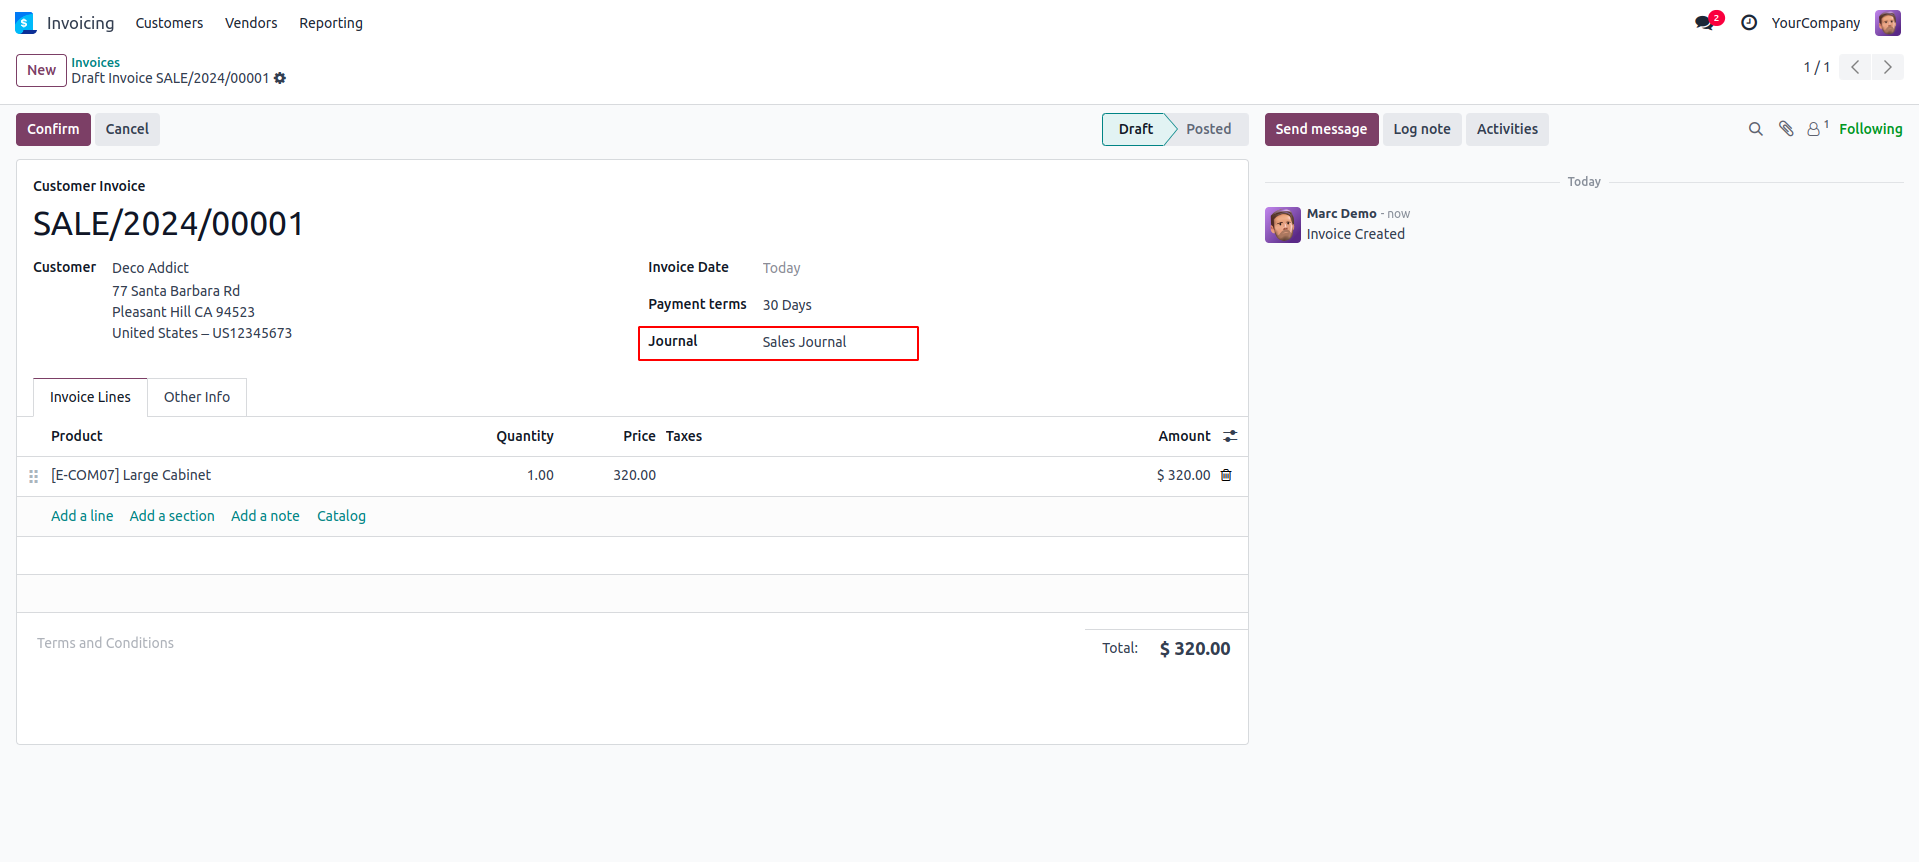 Invoicing Customers Vendors Reporting 2 YourCompany
New Invoices
Draft Invoice SALE/2024/00001 1 / 1
Confirm Cancel Draft Posted Send message Log note Activities 1 Following
Customer Invoice
SALE/2024/00001
Customer Deco Addict
77 Santa Barbara Rd
Pleasant Hill CA 94523
United States – US12345673
Invoice Date Today
Payment terms 30 Days
Journal Sales Journal
Invoice Lines Other Info
Product Quantity Price Taxes Amount
[E-COM07] Large Cabinet 1.00 320.00 $ 320.00
Add a line Add a section Add a note Catalog
Terms and Conditions
Total: $ 320.00
Today
Marc Demo - now
Invoice Created